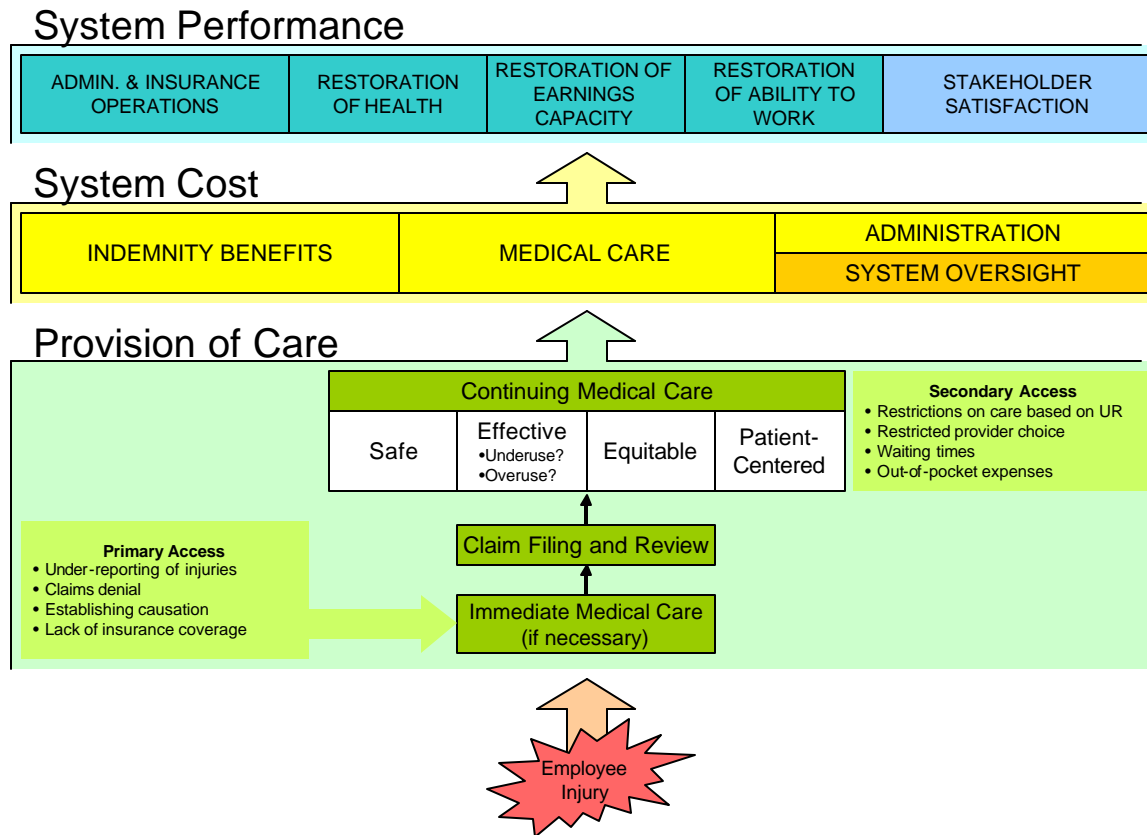 System Performance
ADMIN. & INSURANCE
OPERATIONS
RESTORATION
OF HEALTH
RESTORATION OF
EARNINGS
CAPACITY
RESTORATION
OF ABILITY TO
WORK
STAKEHOLDER
SATISFACTION
System Cost
INDEMNITY BENEFITS
MEDICAL CARE
ADMINISTRATION
SYSTEM OVERSIGHT
Provision of Care
Continuing Medical Care
Safe
Effective
•Underuse?
•Overuse?
Equitable
Patient-
Centered
Secondary Access
• Restrictions on care based on UR
• Restricted provider choice
• Waiting times
• Out-of-pocket expenses
Claim Filing and Review
Primary Access
• Under-reporting of injuries
• Claims denial
• Establishing causation
• Lack of insurance coverage
Immediate Medical Care
(if necessary)
Employee
Injury